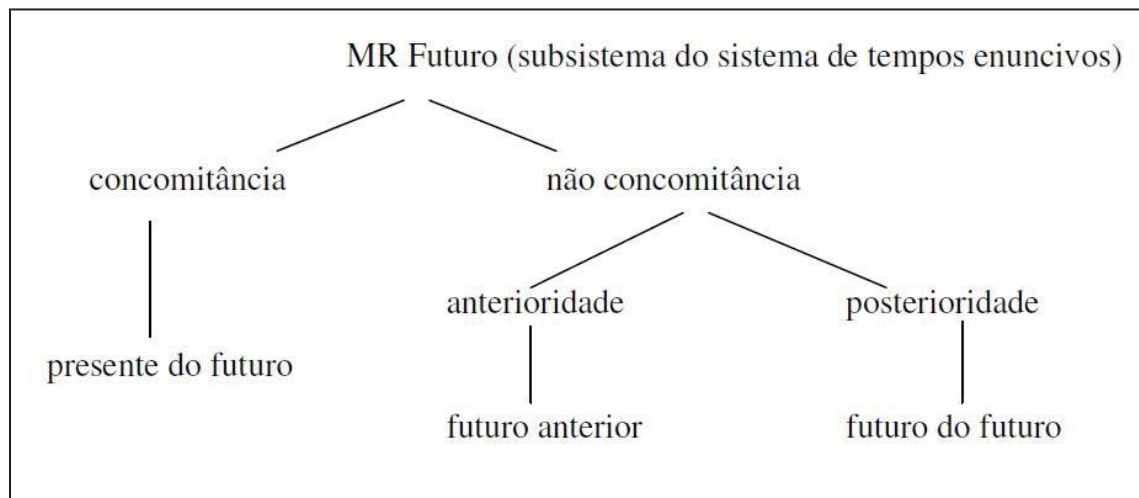 MR Futuro (subsistema do sistema de tempos enuncivos)
concomitância
não concomitância
anterioridade
posterioridade
presente do futuro
futuro anterior
futuro do futuro